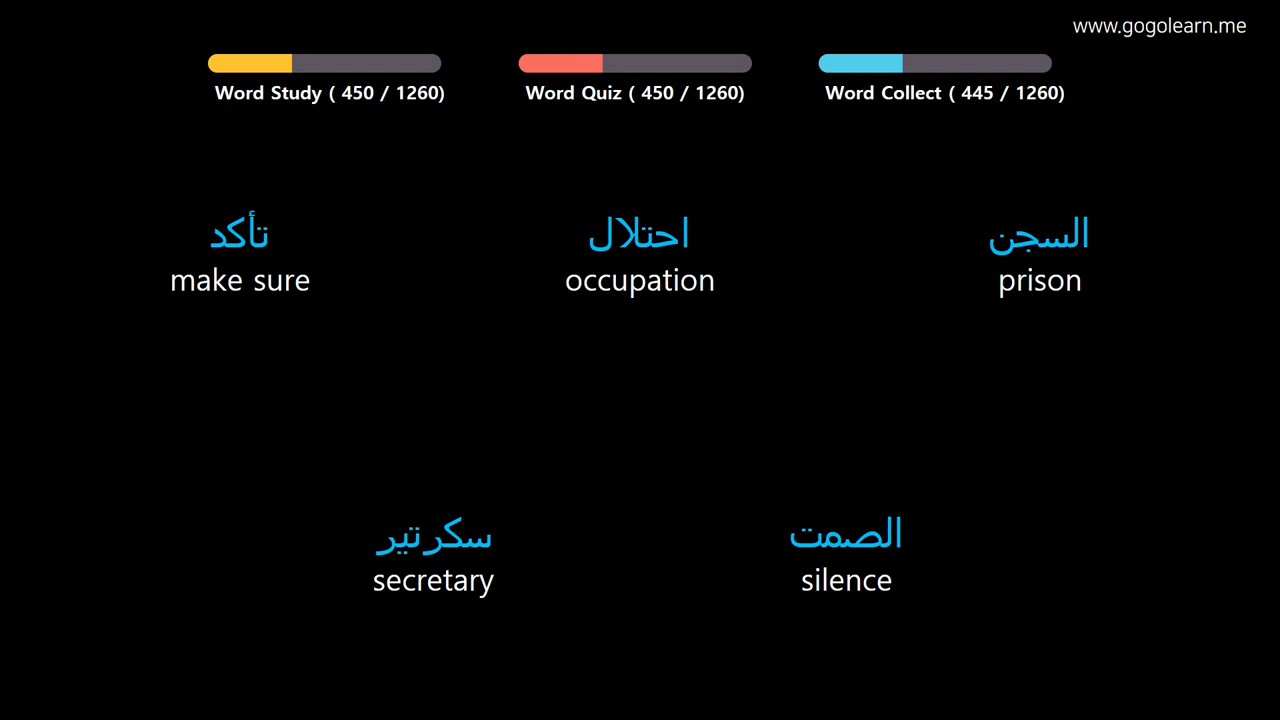 www.gogolearn.me
Word Study ( 450 / 1260)
Word Quiz ( 450 / 1260)
Word Collect ( 445 / 1260)
تأكد
make sure
احتلال
occupation
السجن
prison
سكرتير
secretary
الصمت
silence